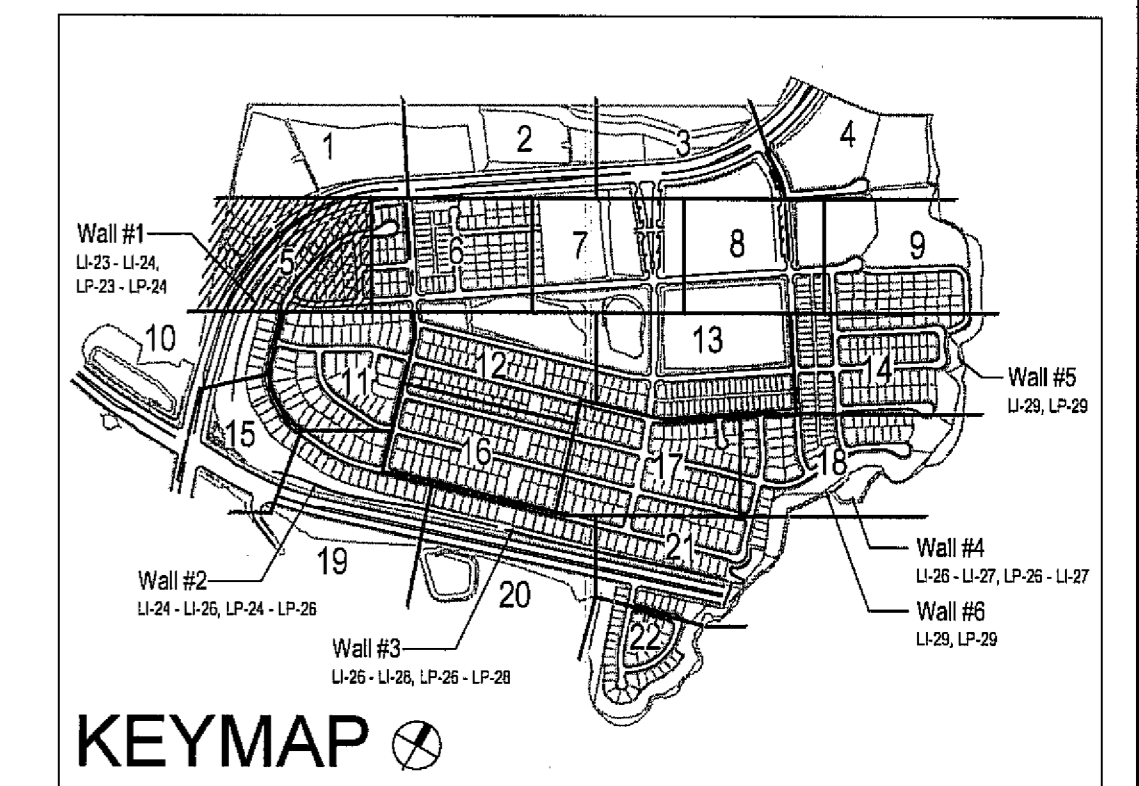 1
2
3
4
Wall #1
LI-23 - LI-24,
LP-23 - LP-24
5
6
7
8
9
10
11
12
13
14
Wall #5
LI-29, LP-29
15
16
17
18
19
20
21
22
Wall #2
LI-24 - LI-26, LP-24 - LP-26
Wall #3
LI-26 - LI-28, LP-26 - LP-28
Wall #4
LI-26 - LI-27, LP-26 - LI-27
Wall #6
LI-29, LP-29
KEYMAP